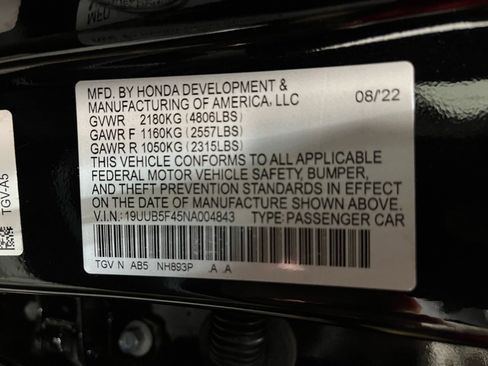 MFD. BY HONDA DEVELOPMENT &
MANUFACTURING OF AMERICA, LLC 08/'22
GVWR 2180KG (4806LBS)
GAWR F 1160KG (2557LBS)
GAWR R 1050KG (2315LBS)
THIS VEHICLE CONFORMS TO ALL APPLICABLE
FEDERAL MOTOR VEHICLE SAFETY, BUMPER,
AND THEFT PREVENTION STANDARDS IN EFFECT
ON THE DATE OF MANUFACTURE SHOWN ABOVE.
V.I.N.: 19UUB5F45NA004843 TYPE: PASSENGER CAR
TGV N AB5 NH893P A A
TGV-A5